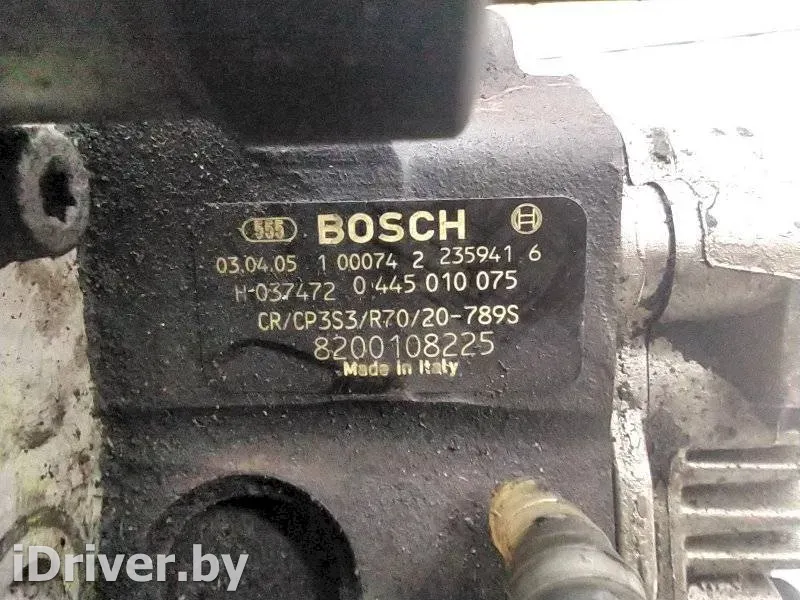 555 BOSCH
03.04.05 1 00074 2 235941 6
H-037472 0 445 010 075
CR/CP3S3/R70/20-789S
8200108225
Made in Italy
iDriver.by